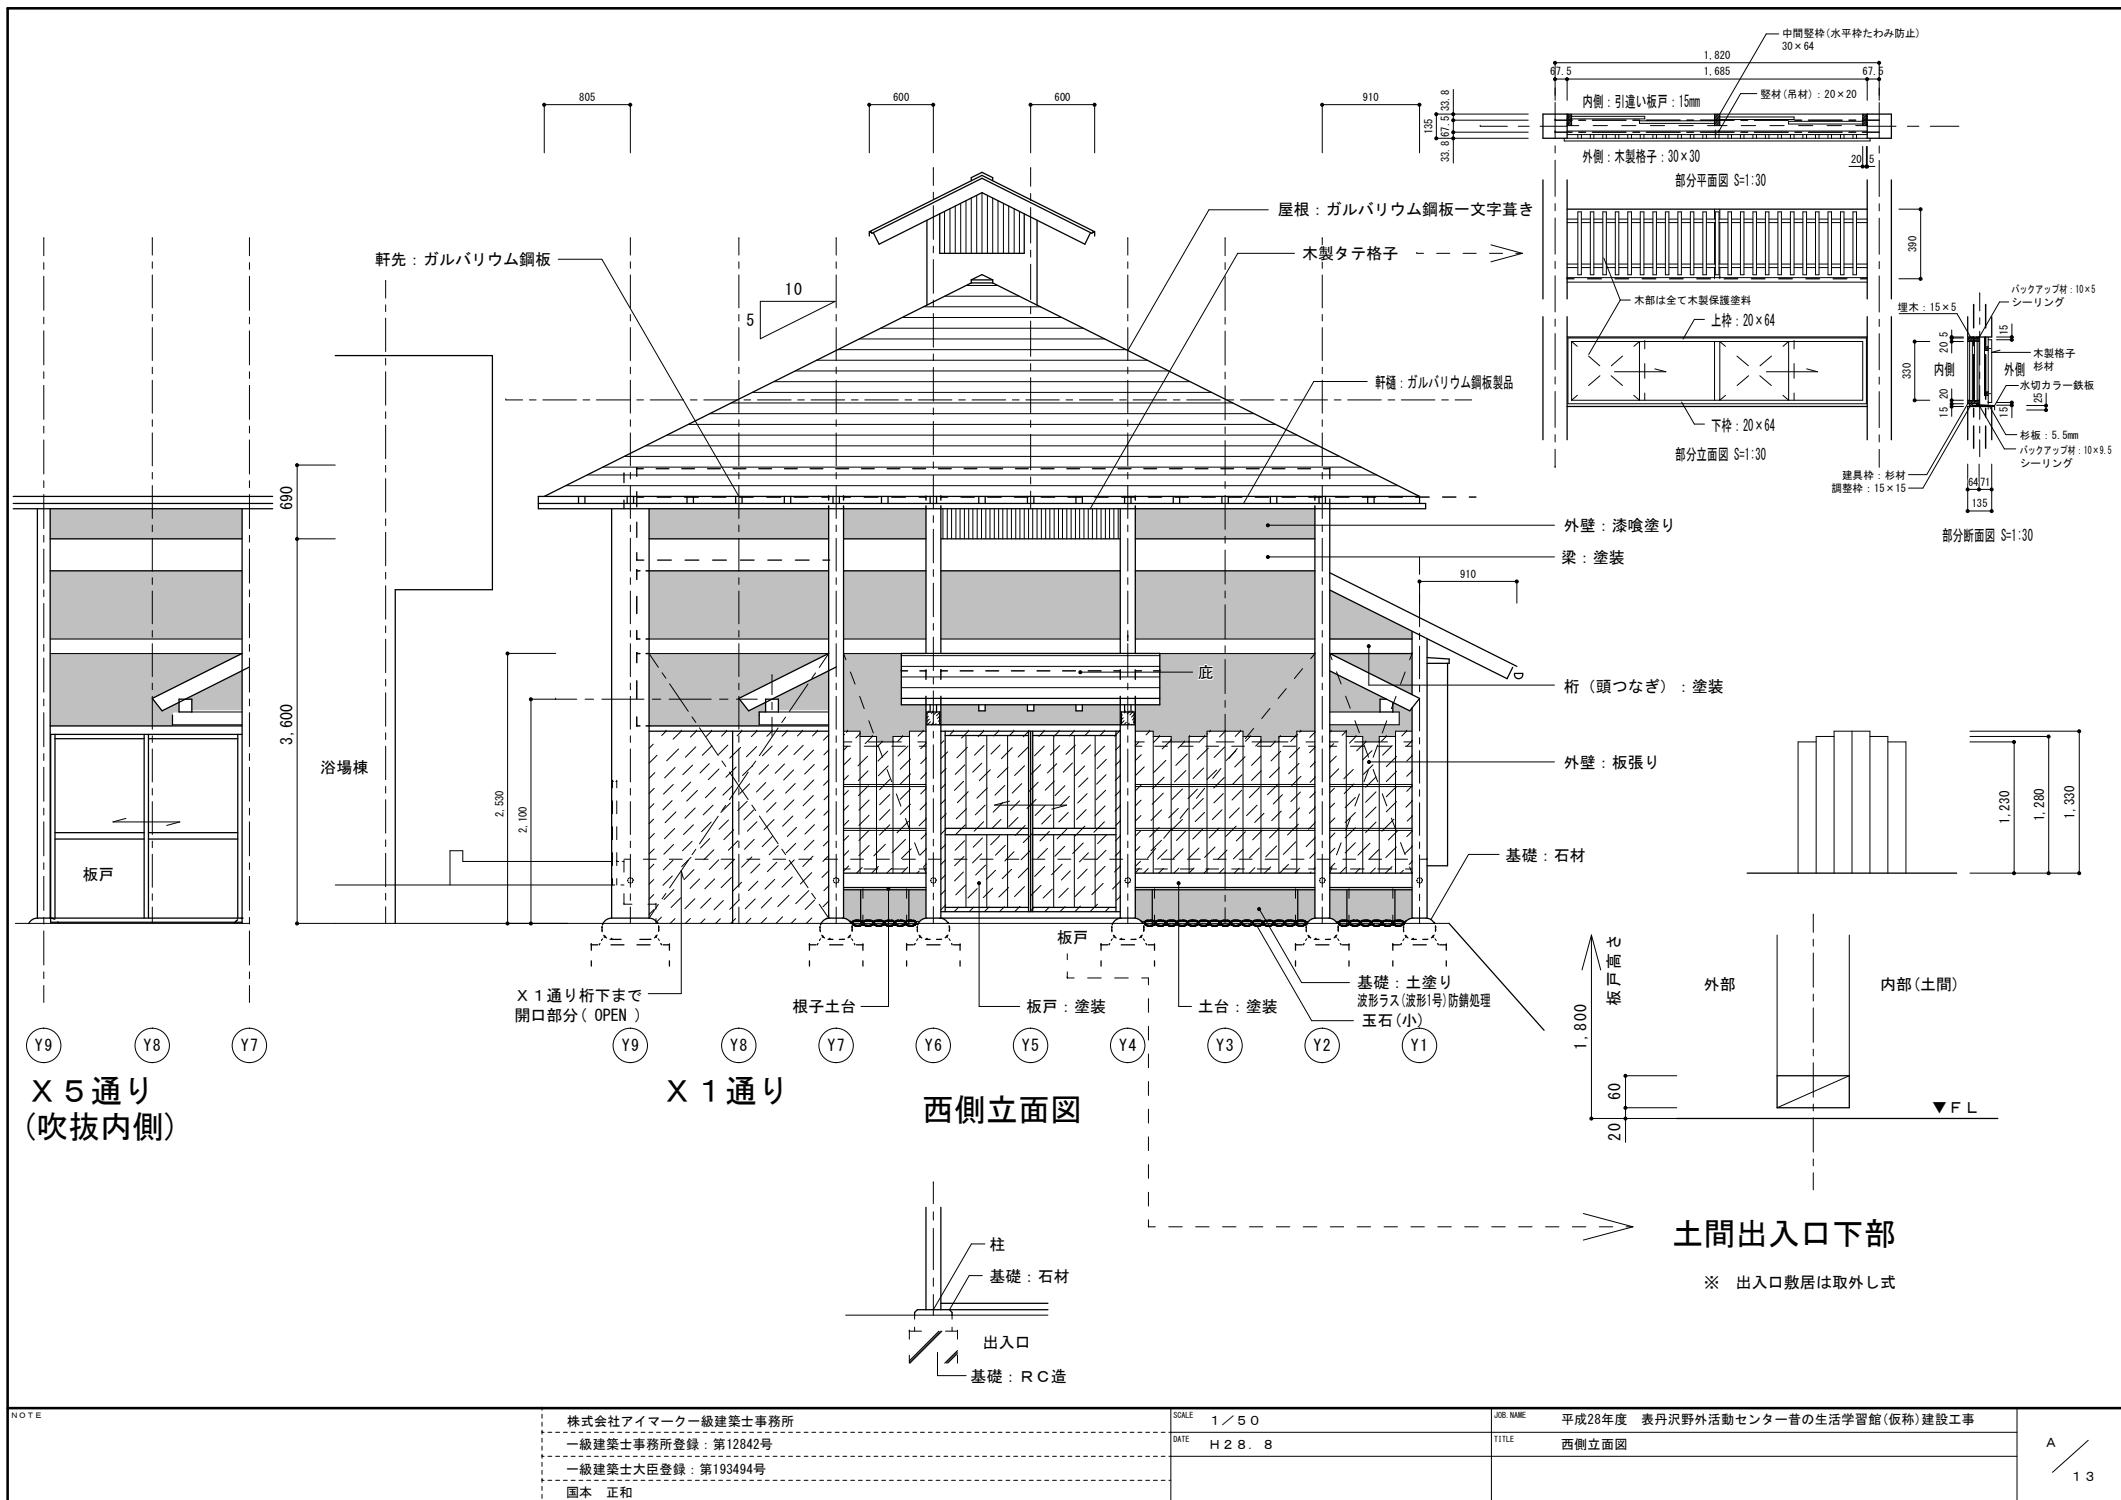 中間竪枠(水平枠たわみ防止)
30×64
1,820
67.5
1,685
67.5
805
600
600
910
内側：引違い板戸：15mm
竪材(吊材)：20×20
33.8
67.5
33.8
135
外側：木製格子：30×30
20
5
部分平面図 S=1:30
屋根：ガルバリウム鋼板一文字葺き
木製タテ格子
軒先：ガルバリウム鋼板
390
10
5
木部は全て木製保護塗料
上枠：20×64
バックアップ材：10×5
シーリング
埋木：15×5
15
5
20
木製格子
杉材
内側
外側
330
水切カラー鉄板
軒樋：ガルバリウム鋼板製品
20
15
15
25
下枠：20×64
杉板：5.5mm
バックアップ材：10×9.5
シーリング
部分立面図 S=1:30
建具枠：杉材
調整枠：15×15
64
71
135
部分断面図 S=1:30
690
外壁：漆喰塗り
梁：塗装
910
庇
桁（頭つなぎ）：塗装
3,600
浴場棟
2,530
2,100
外壁：板張り
1,230
1,280
1,330
板戸
基礎：石材
板戸
X１通り桁下まで
開口部分( OPEN )
根子土台
板戸：塗装
土台：塗装
基礎：土塗り
波形ラス(波形1号)防錆処理
玉石(小)
板戸高さ
1,800
外部
内部(土間)
Y9
Y8
Y7
Y9
Y8
Y7
Y6
Y5
Y4
Y3
Y2
Y1
X５通り
(吹抜内側)
X１通り
西側立面図
60
20
▼FL
土間出入口下部
※　出入口敷居は取外し式
柱
基礎：石材
出入口
基礎：RC造
NOTE
株式会社アイマーク一級建築士事務所
一級建築士事務所登録：第12842号
一級建築士大臣登録：第193494号
国本　正和
SCALE
1／50
DATE
H28. 8
JOB.NAME
平成28年度　表丹沢野外活動センター昔の生活学習館(仮称)建設工事
TITLE
西側立面図
A／13